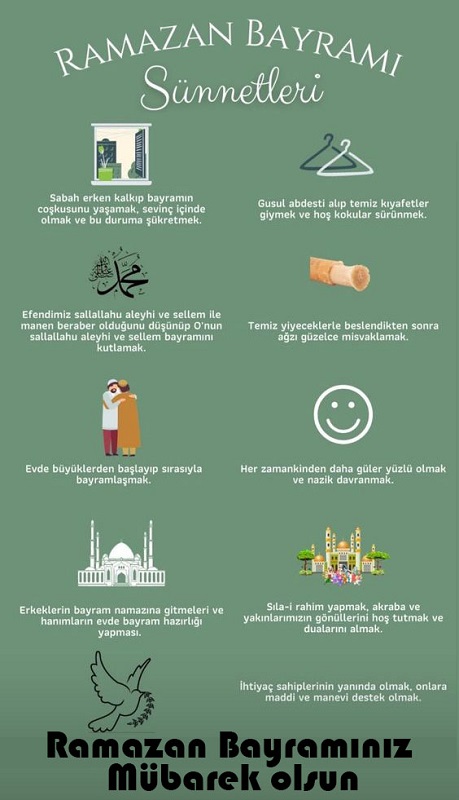 RAMAZAN BAYRAMI
Sünnetleri
Sabah erken kalkıp bayramın
coşkusunu yaşamak, sevinç içinde
olmak ve bu duruma şükretmek.
Gusul abdesti alıp temiz kıyafetler
giymek ve hoş kokular sürünmek.
محمد
Efendimiz sallallahu aleyhi ve sellem ile
manen beraber olduğunu düşünüp O'nun
sallallahu aleyhi ve sellem bayramını
kutlamak.
Temiz yiyeceklerle beslendikten sonra
ağzı güzelce misvaklamak.
Evde büyüklerden başlayıp sırasıyla
bayramlaşmak.
Her zamankinden daha güler yüzlü olmak
ve nazik davranmak.
Erkeklerin bayram namazına gitmeleri ve
hanımların evde bayram hazırlığı
yapması.
Sıla-i rahim yapmak, akraba ve
yakınlarımızın gönüllerini hoş tutmak ve
dualarını almak.
İhtiyaç sahiplerinin yanında olmak, onlara
maddi ve manevi destek olmak.
Ramazan Bayramınız
Mübarek olsun